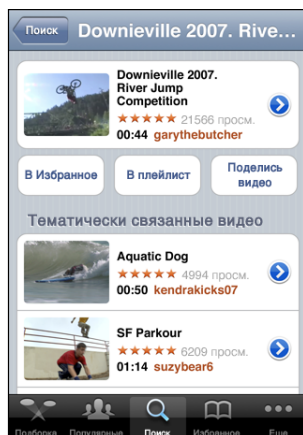 Поиск
Downieville 2007. Rive...
Downieville 2007.
River Jump
Competition
21566 просм.
00:44 garythebutcher
В Избранное
В плейлист
Поделись
видео
Тематически связанные видео
Aquatic Dog
4994 просм.
00:50 kendrakicks07
SF Parkour
6209 просм.
01:14 suzybear6
Подборка
Популярные
Поиск
Избранное
Еще